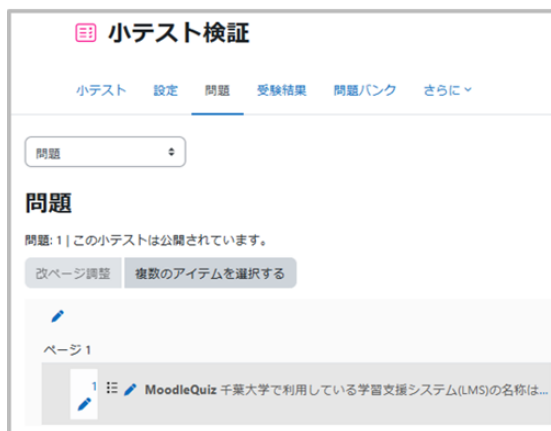 小テスト検証
小テスト 設定 問題 受験結果 問題バンク さらに
問題
問題
問題: 1 | この小テストは公開されています。
改ページ調整 複数のアイテムを選択する
ページ 1
1 MoodleQuiz 千葉大学で利用している学習支援システム(LMS)の名称は...